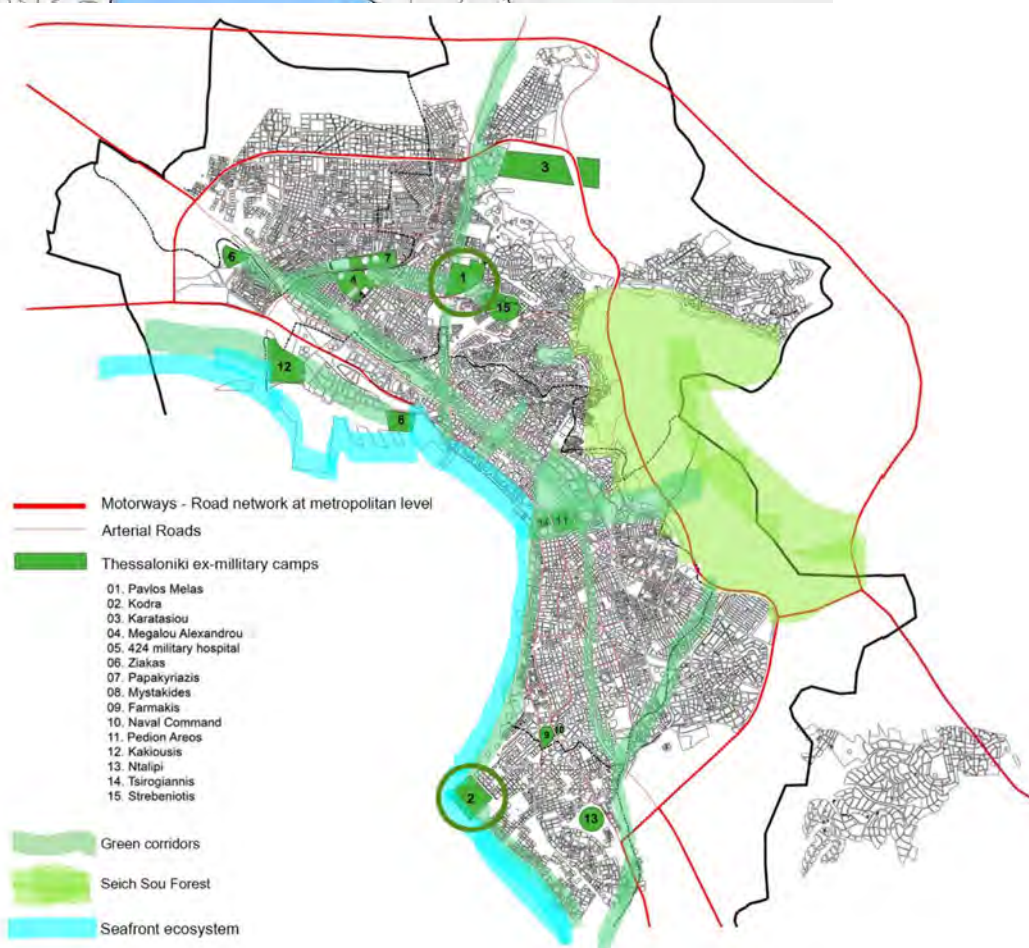 3
6
7
4
1
15
12
8
14 11
9 10
2
13
Motorways - Road network at metropolitan level
Arterial Roads
Thessaloniki ex-millitary camps
01. Pavlos Melas
02. Kodra
03. Karatasiou
04. Megalou Alexandrou
05. 424 military hospital
06. Ziakas
07. Papakyriazis
08. Mystakides
09. Farmakis
10. Naval Command
11. Pedion Areos
12. Kakiousis
13. Ntalipi
14. Tsirogiannis
15. Strebeniotis
Green corridors
Seich Sou Forest
Seafront ecosystem